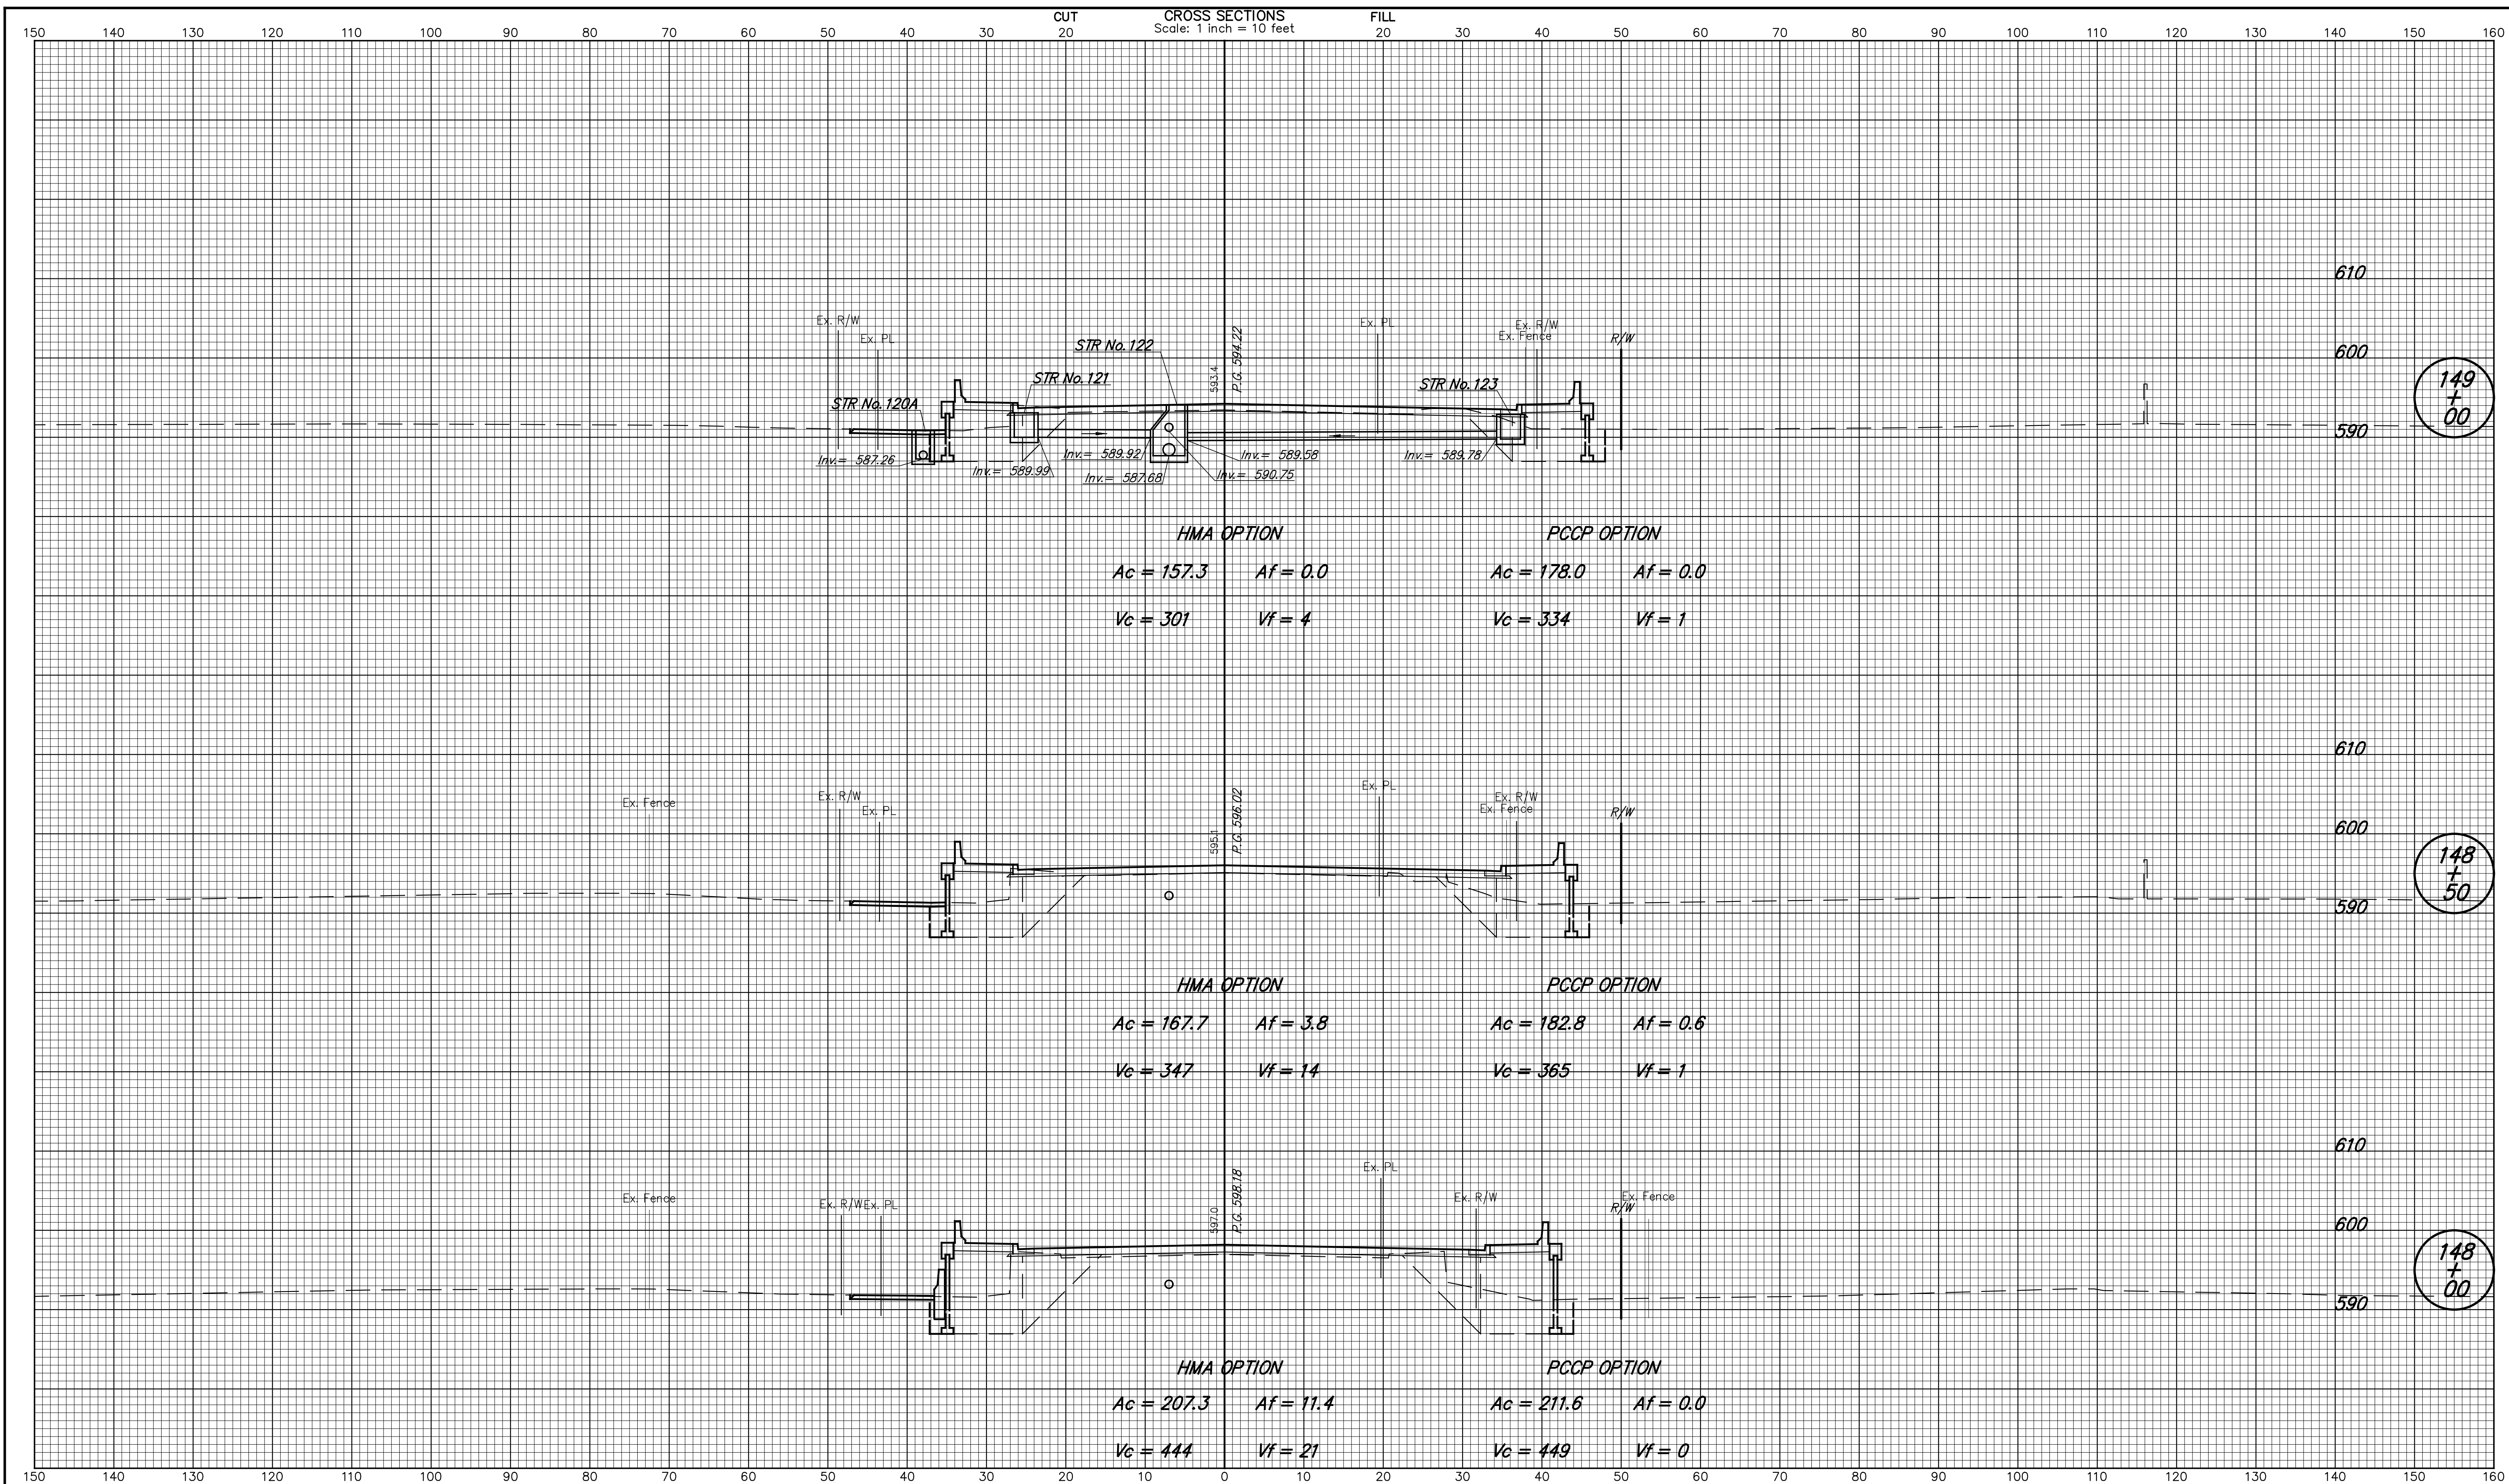 CUT CROSS SECTIONS FILL
Scale: 1 inch = 10 feet
150 140 130 120 110 100 90 80 70 60 50 40 30 20 20 30 40 50 60 70 80 90 100 110 120 130 140 150 160
610
600
590
149
+
00
Ex. R/W
Ex. PL
STR No. 120A
STR No. 121
STR No. 122
593.4
P.G. 594.22
Ex. PL
STR No. 123
Ex. R/W
Ex. Fence
R/W
Inv.= 587.26
Inv.= 589.99
Inv.= 589.92
Inv.= 587.68
Inv.= 589.58
Inv.= 590.75
Inv.= 589.78
HMA OPTION PCCP OPTION
Ac = 157.3 Af = 0.0 Ac = 178.0 Af = 0.0
Vc = 301 Vf = 4 Vc = 334 Vf = 1
610
600
590
148
+
50
Ex. Fence
Ex. R/W
Ex. PL
595.1
P.G. 596.02
Ex. PL
Ex. R/W
Ex. Fence
R/W
HMA OPTION PCCP OPTION
Ac = 167.7 Af = 3.8 Ac = 182.8 Af = 0.6
Vc = 347 Vf = 14 Vc = 365 Vf = 1
610
600
590
148
+
00
Ex. Fence
Ex. R/W Ex. PL
597.0
P.G. 598.18
Ex. PL
Ex. R/W
Ex. Fence
R/W
HMA OPTION PCCP OPTION
Ac = 207.3 Af = 11.4 Ac = 211.6 Af = 0.0
Vc = 444 Vf = 21 Vc = 449 Vf = 0
150 140 130 120 110 100 90 80 70 60 50 40 30 20 10 0 10 20 30 40 50 60 70 80 90 100 110 120 130 140 150 160